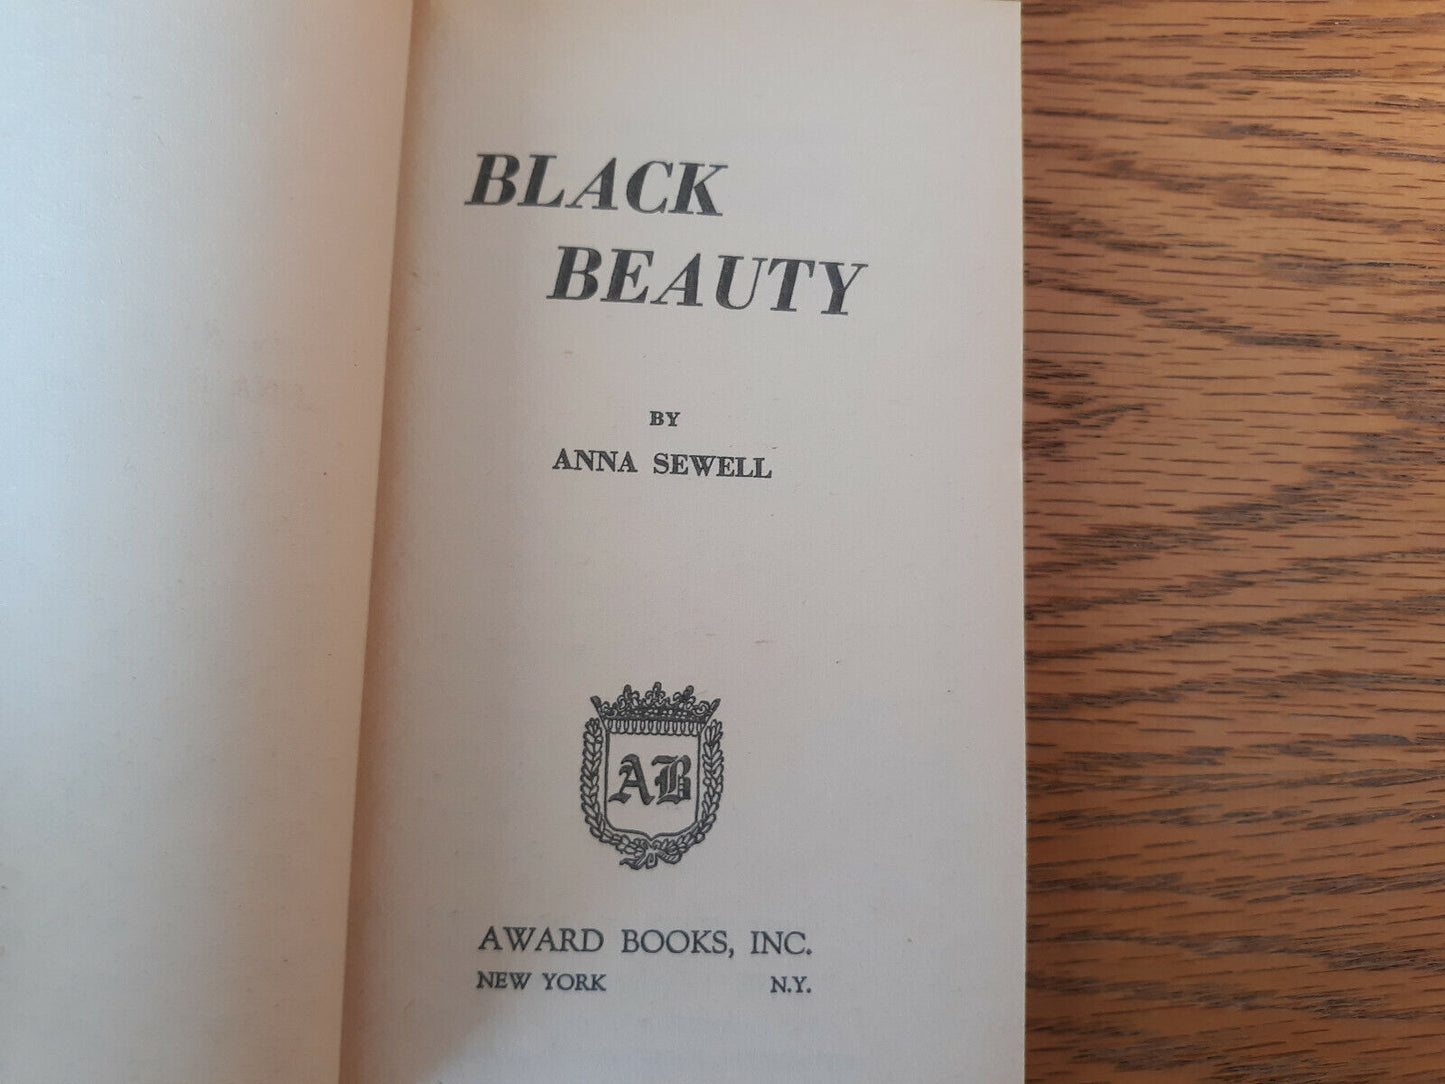 BLACK
BEAUTY
BY
ANNA SEWELL
AB
AWARD BOOKS, INC.
NEW YORK N.Y.